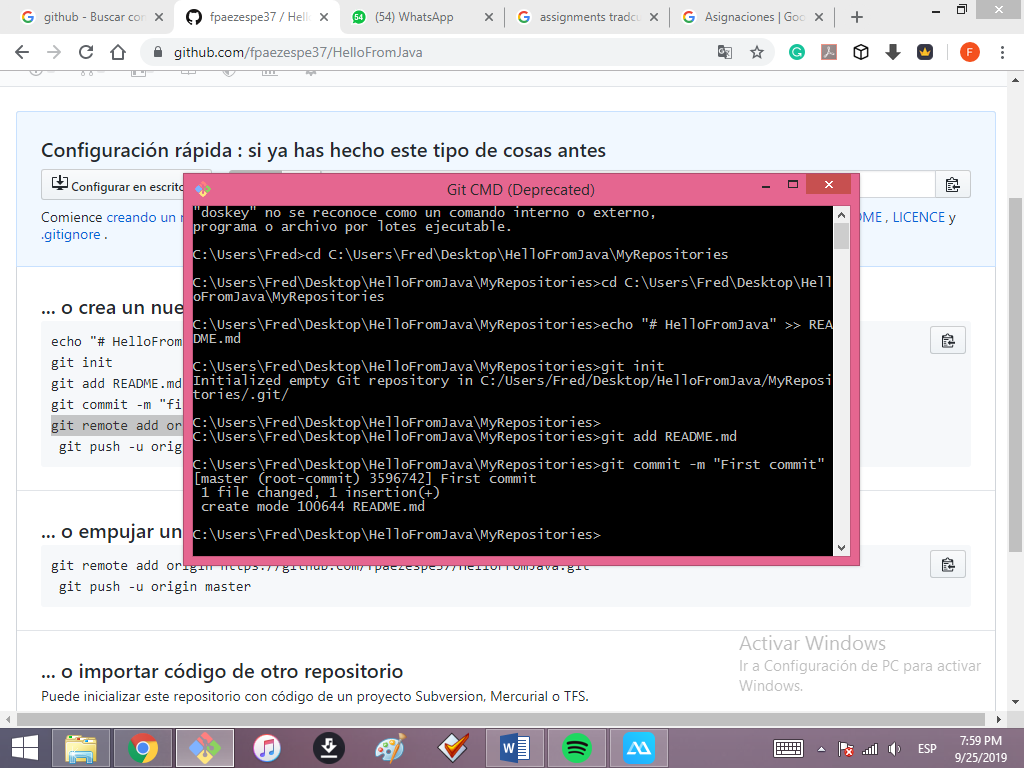 github - Buscar con
fpaezespe37 / Hell
(54) WhatsApp
assignments tradcu
Asignaciones | Goo
github.com/fpaezespe37/HelloFromJava
F
Configuración rápida : si ya has hecho este tipo de cosas antes
Configurar en escrito
Comience creando un
OME , LICENCE y
.gitignore .
Git CMD (Deprecated)
"doskey" no se reconoce como un comando interno o externo,
programa o archivo por lotes ejecutable.
C:\Users\Fred>cd C:\Users\Fred\Desktop\HelloFromJava\MyRepositories
C:\Users\Fred\Desktop\HelloFromJava\MyRepositories>cd C:\Users\Fred\Desktop\Hell
oFromJava\MyRepositories
C:\Users\Fred\Desktop\HelloFromJava\MyRepositories>echo "# HelloFromJava" >> REA
DME.md
C:\Users\Fred\Desktop\HelloFromJava\MyRepositories>git init
Initialized empty Git repository in C:/Users/Fred/Desktop/HelloFromJava/MyReposi
tories/.git/
C:\Users\Fred\Desktop\HelloFromJava\MyRepositories>
C:\Users\Fred\Desktop\HelloFromJava\MyRepositories>git add README.md
C:\Users\Fred\Desktop\HelloFromJava\MyRepositories>git commit -m "First commit"
[master (root-commit) 3596742] First commit
1 file changed, 1 insertion(+)
create mode 100644 README.md
C:\Users\Fred\Desktop\HelloFromJava\MyRepositories>
... o crea un nue
echo "# HelloFrom
git init
git add README.md
git commit -m "fi
git remote add or
git push -u orig
... o empujar un
git remote add origin https://github.com/fpaezespe37/HelloFromJava.git
git push -u origin master
... o importar código de otro repositorio
Puede inicializar este repositorio con código de un proyecto Subversion, Mercurial o TFS.
Activar Windows
Ir a Configuración de PC para activar
Windows.
ESP
7:59 PM
9/25/2019